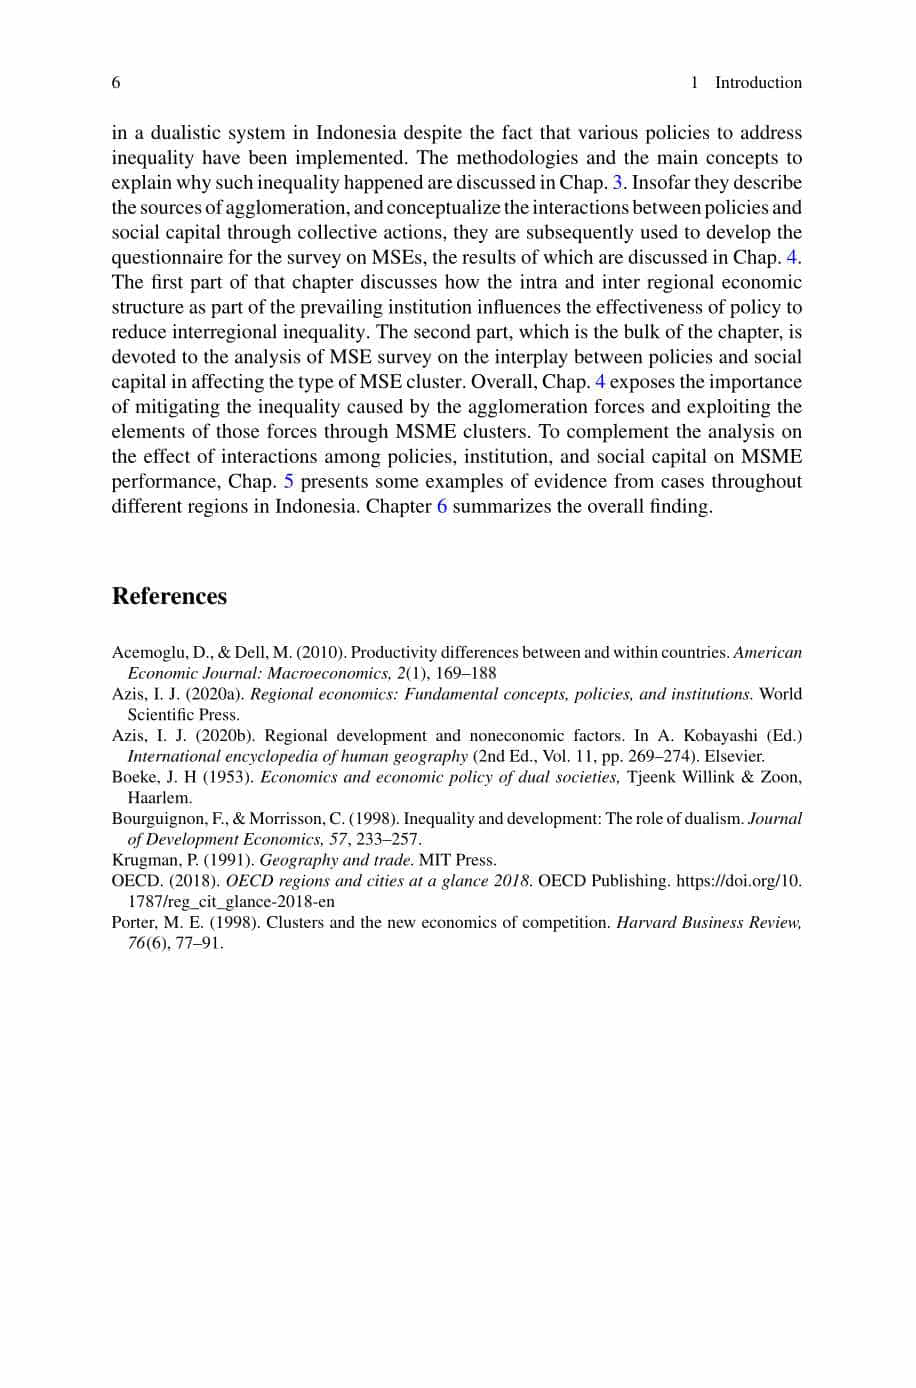 6
1 Introduction
in a dualistic system in Indonesia despite the fact that various policies to address
inequality have been implemented. The methodologies and the main concepts to
explain why such inequality happened are discussed in Chap. 3. Insofar they describe
the sources of agglomeration, and conceptualize the interactions between policies and
social capital through collective actions, they are subsequently used to develop the
questionnaire for the survey on MSEs, the results of which are discussed in Chap. 4.
The first part of that chapter discusses how the intra and inter regional economic
structure as part of the prevailing institution influences the effectiveness of policy to
reduce interregional inequality. The second part, which is the bulk of the chapter, is
devoted to the analysis of MSE survey on the interplay between policies and social
capital in affecting the type of MSE cluster. Overall, Chap. 4 exposes the importance
of mitigating the inequality caused by the agglomeration forces and exploiting the
elements of those forces through MSME clusters. To complement the analysis on
the effect of interactions among policies, institution, and social capital on MSME
performance, Chap. 5 presents some examples of evidence from cases throughout
different regions in Indonesia. Chapter 6 summarizes the overall finding.
References
Acemoglu, D., & Dell, M. (2010). Productivity differences between and within countries. American
Economic Journal: Macroeconomics, 2(1), 169–188
Azis, I. J. (2020a). Regional economics: Fundamental concepts, policies, and institutions. World
Scientific Press.
Azis, I. J. (2020b). Regional development and noneconomic factors. In A. Kobayashi (Ed.)
International encyclopedia of human geography (2nd Ed., Vol. 11, pp. 269–274). Elsevier.
Boeke, J. H (1953). Economics and economic policy of dual societies, Tjeenk Willink & Zoon,
Haarlem.
Bourguignon, F., & Morrisson, C. (1998). Inequality and development: The role of dualism. Journal
of Development Economics, 57, 233–257.
Krugman, P. (1991). Geography and trade. MIT Press.
OECD. (2018). OECD regions and cities at a glance 2018. OECD Publishing. https://doi.org/10.
1787/reg_cit_glance-2018-en
Porter, M. E. (1998). Clusters and the new economics of competition. Harvard Business Review,
76(6), 77–91.